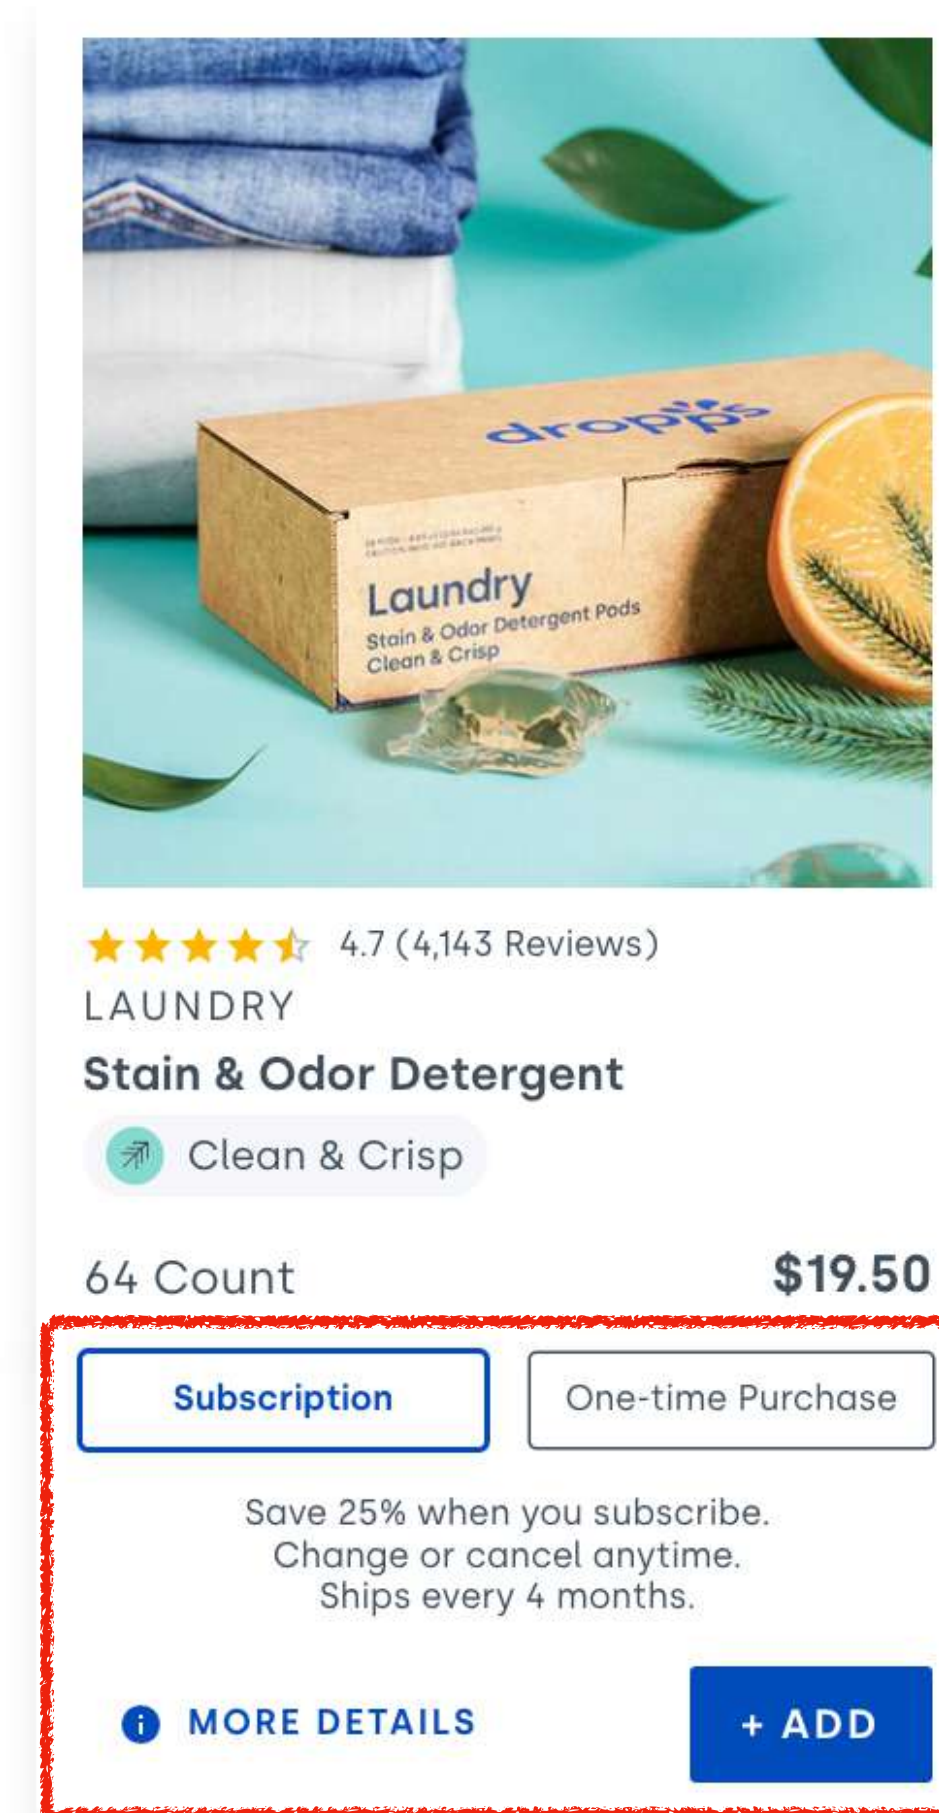 dropps
Laundry
Stain & Odor Detergent Pods
Clean & Crisp
4.7 (4,143 Reviews)
LAUNDRY
Stain & Odor Detergent
Clean & Crisp
64 Count
$19.50
Subscription
One-time Purchase
Save 25% when you subscribe.
Change or cancel anytime.
Ships every 4 months.
i MORE DETAILS
+ ADD